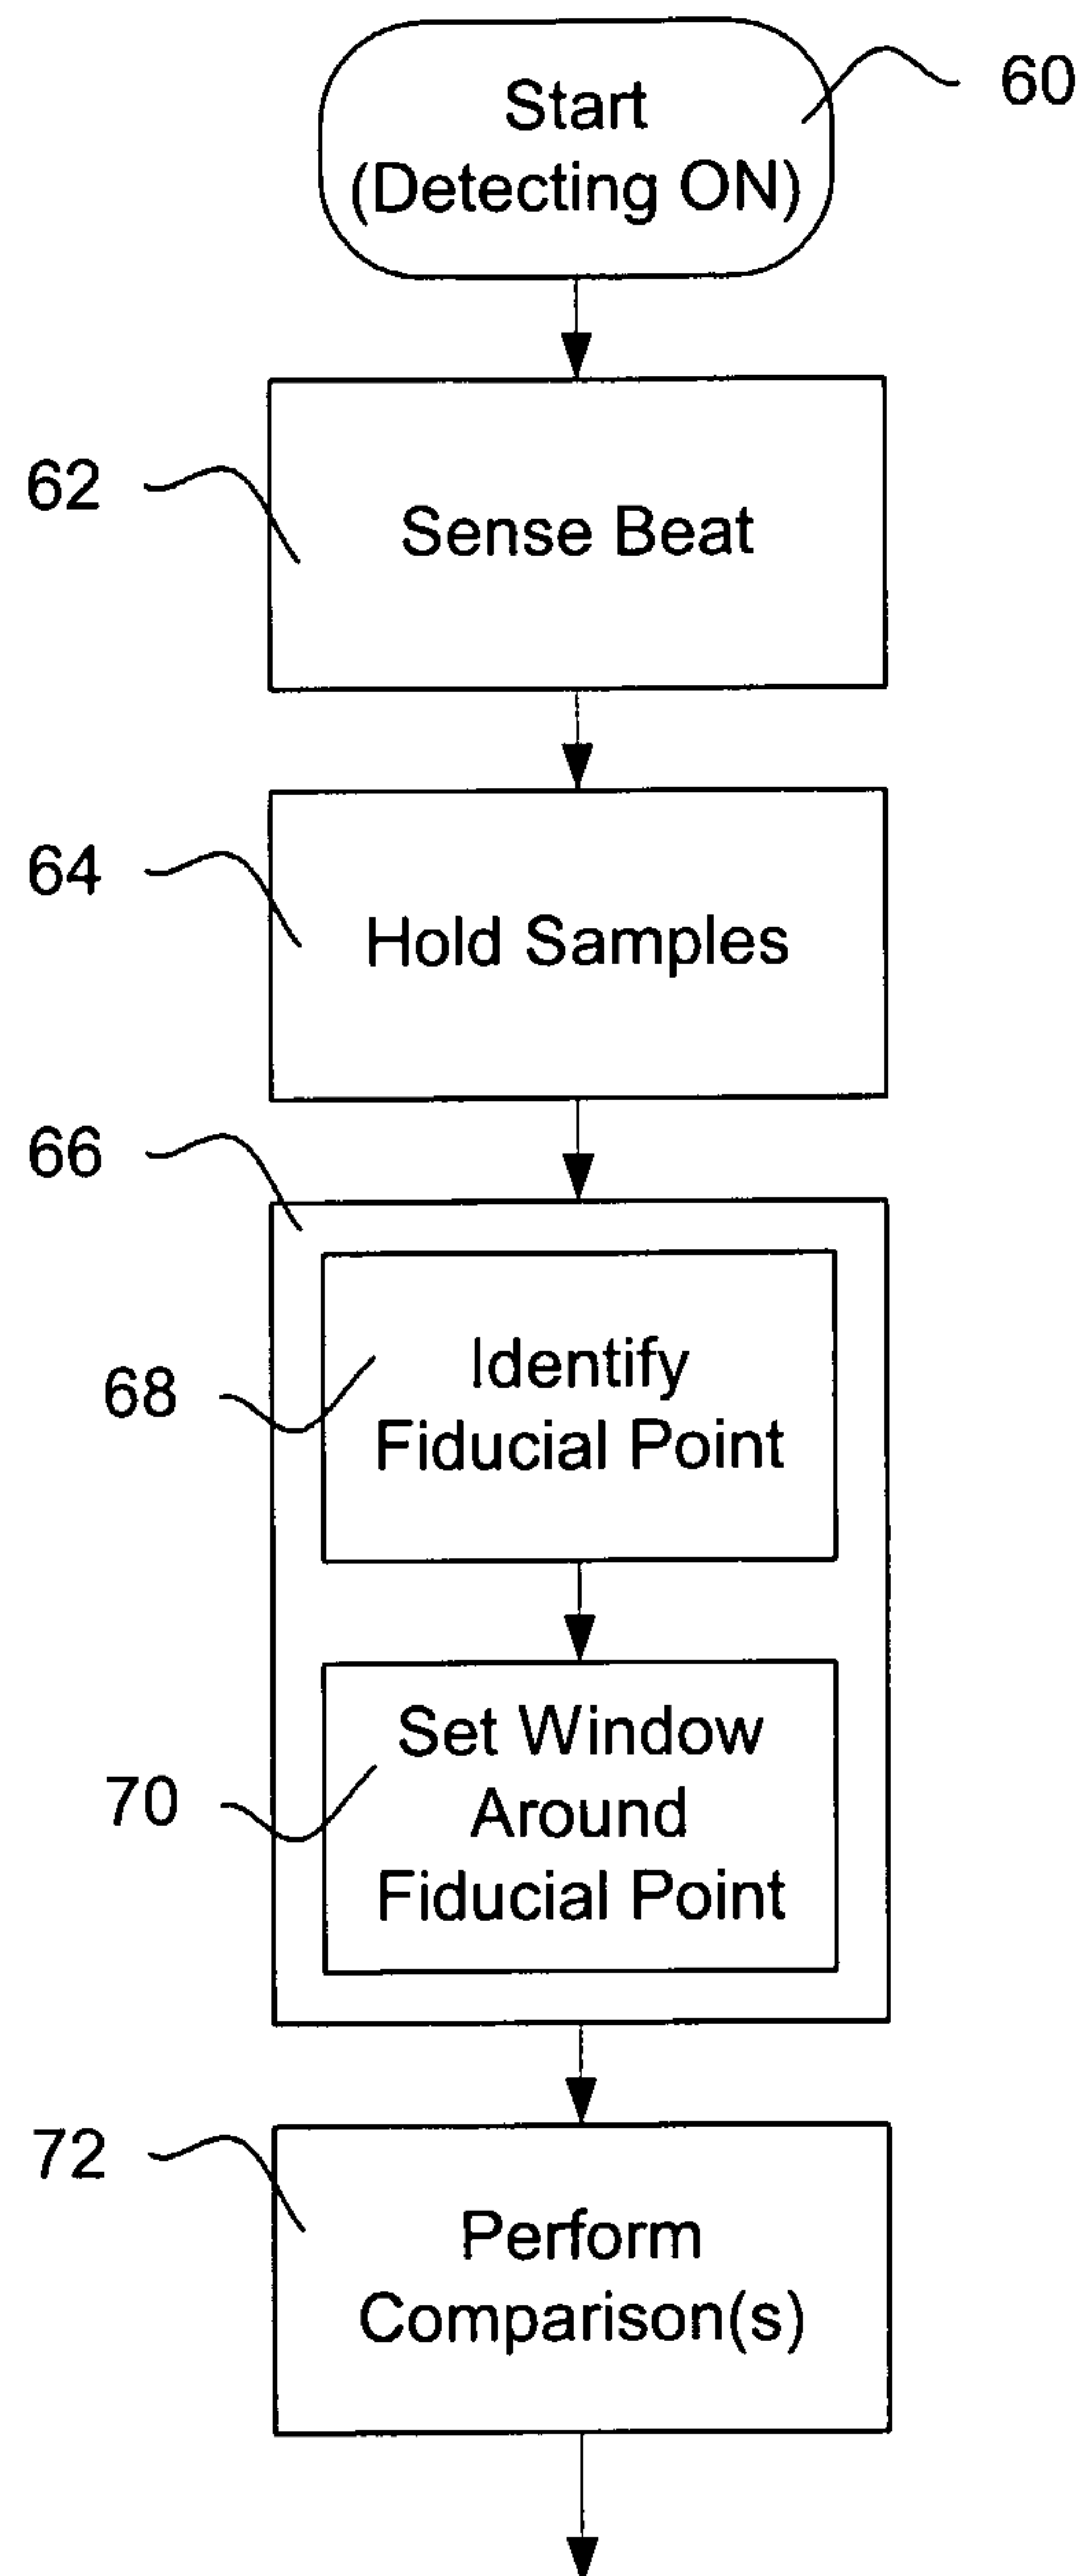 60
Start
(Detecting ON)
62
Sense Beat
64
Hold Samples
66
68
Identify
Fiducial Point
70
Set Window
Around
Fiducial Point
72
Perform
Comparison(s)